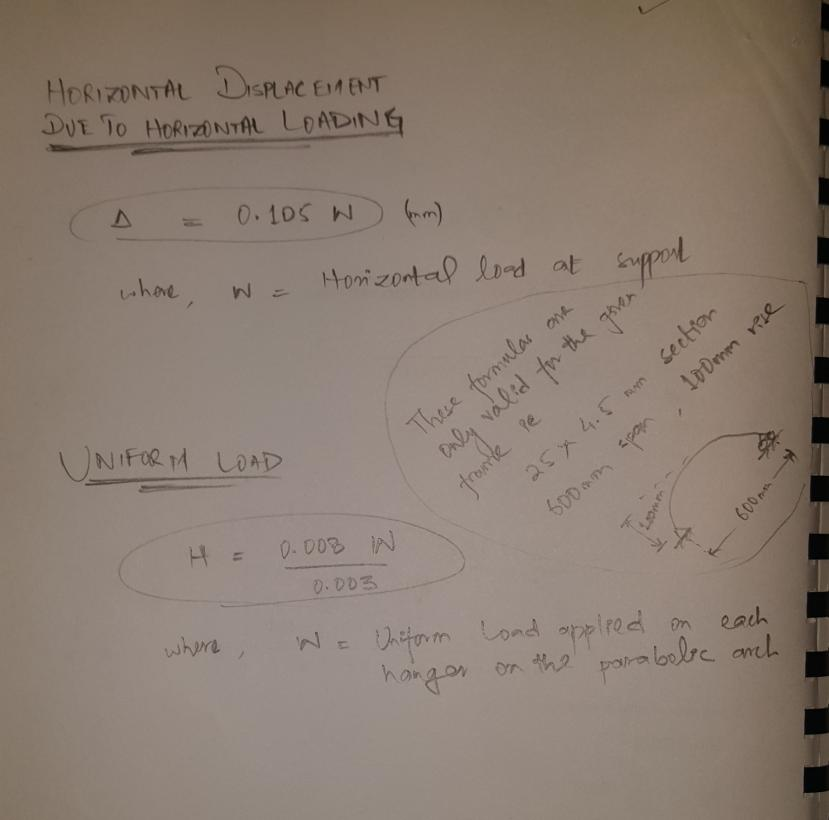 HORIZONTAL DISPLACEMENT
DUE TO HORIZONTAL LOADING
Δ = 0.105 W (mm)
where, W = Horizontal load at support
These formulas are
only valid for the given
frame ie
25 x 4.5 mm section
600mm span, 100mm rise
100mm
600mm
UNIFORM LOAD
H = 0.008 W
0.003
where, W = Uniform Load applied on each
hanger on the parabolic arch